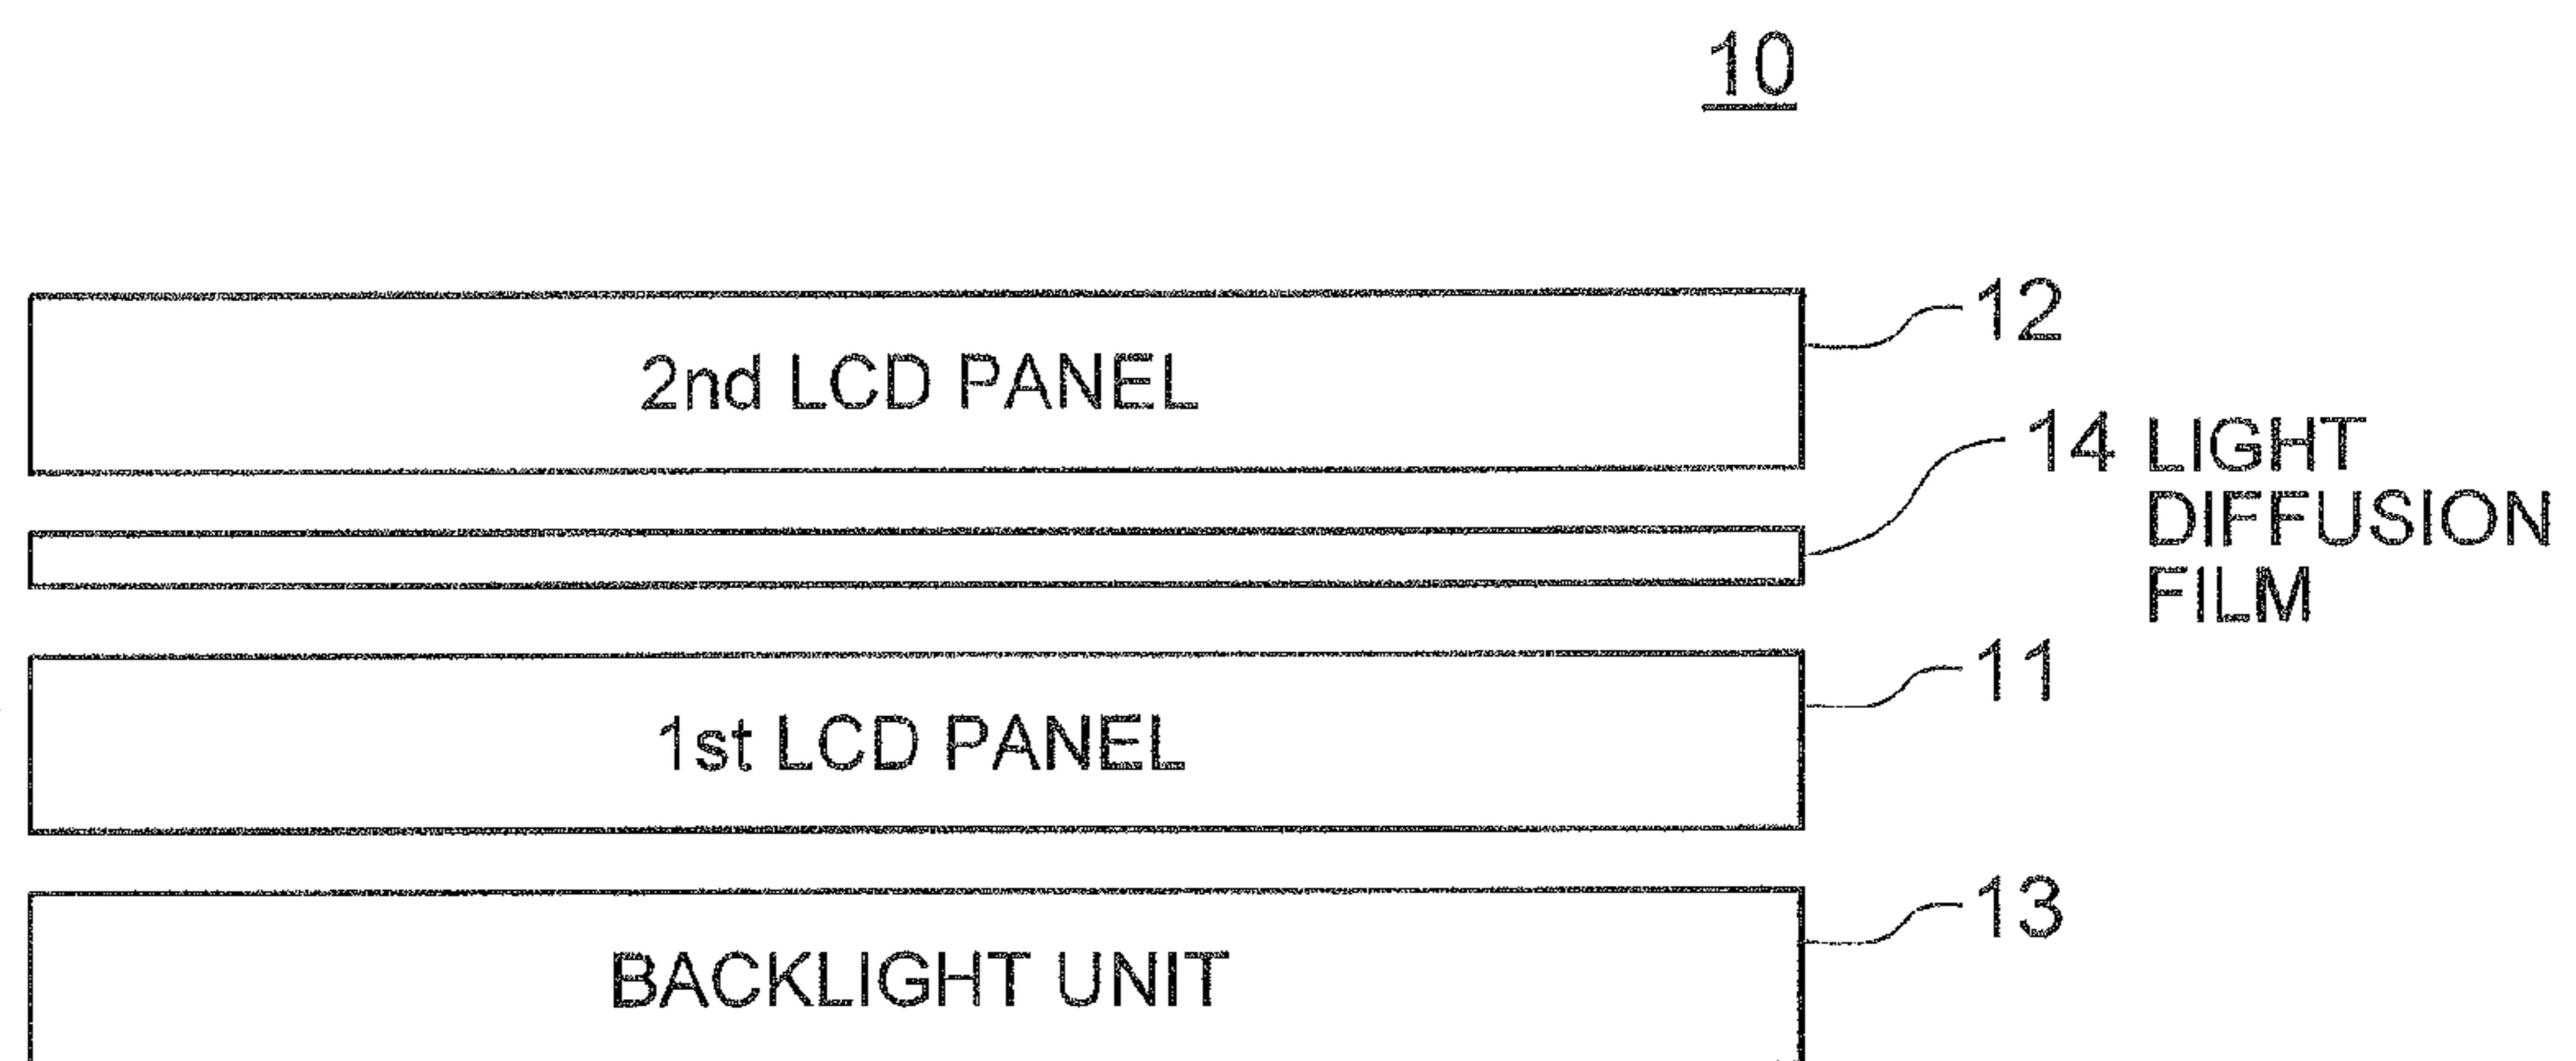 10
12
2nd LCD PANEL
14 LIGHT
DIFFUSION
FILM
11
1st LCD PANEL
13
BACKLIGHT UNIT